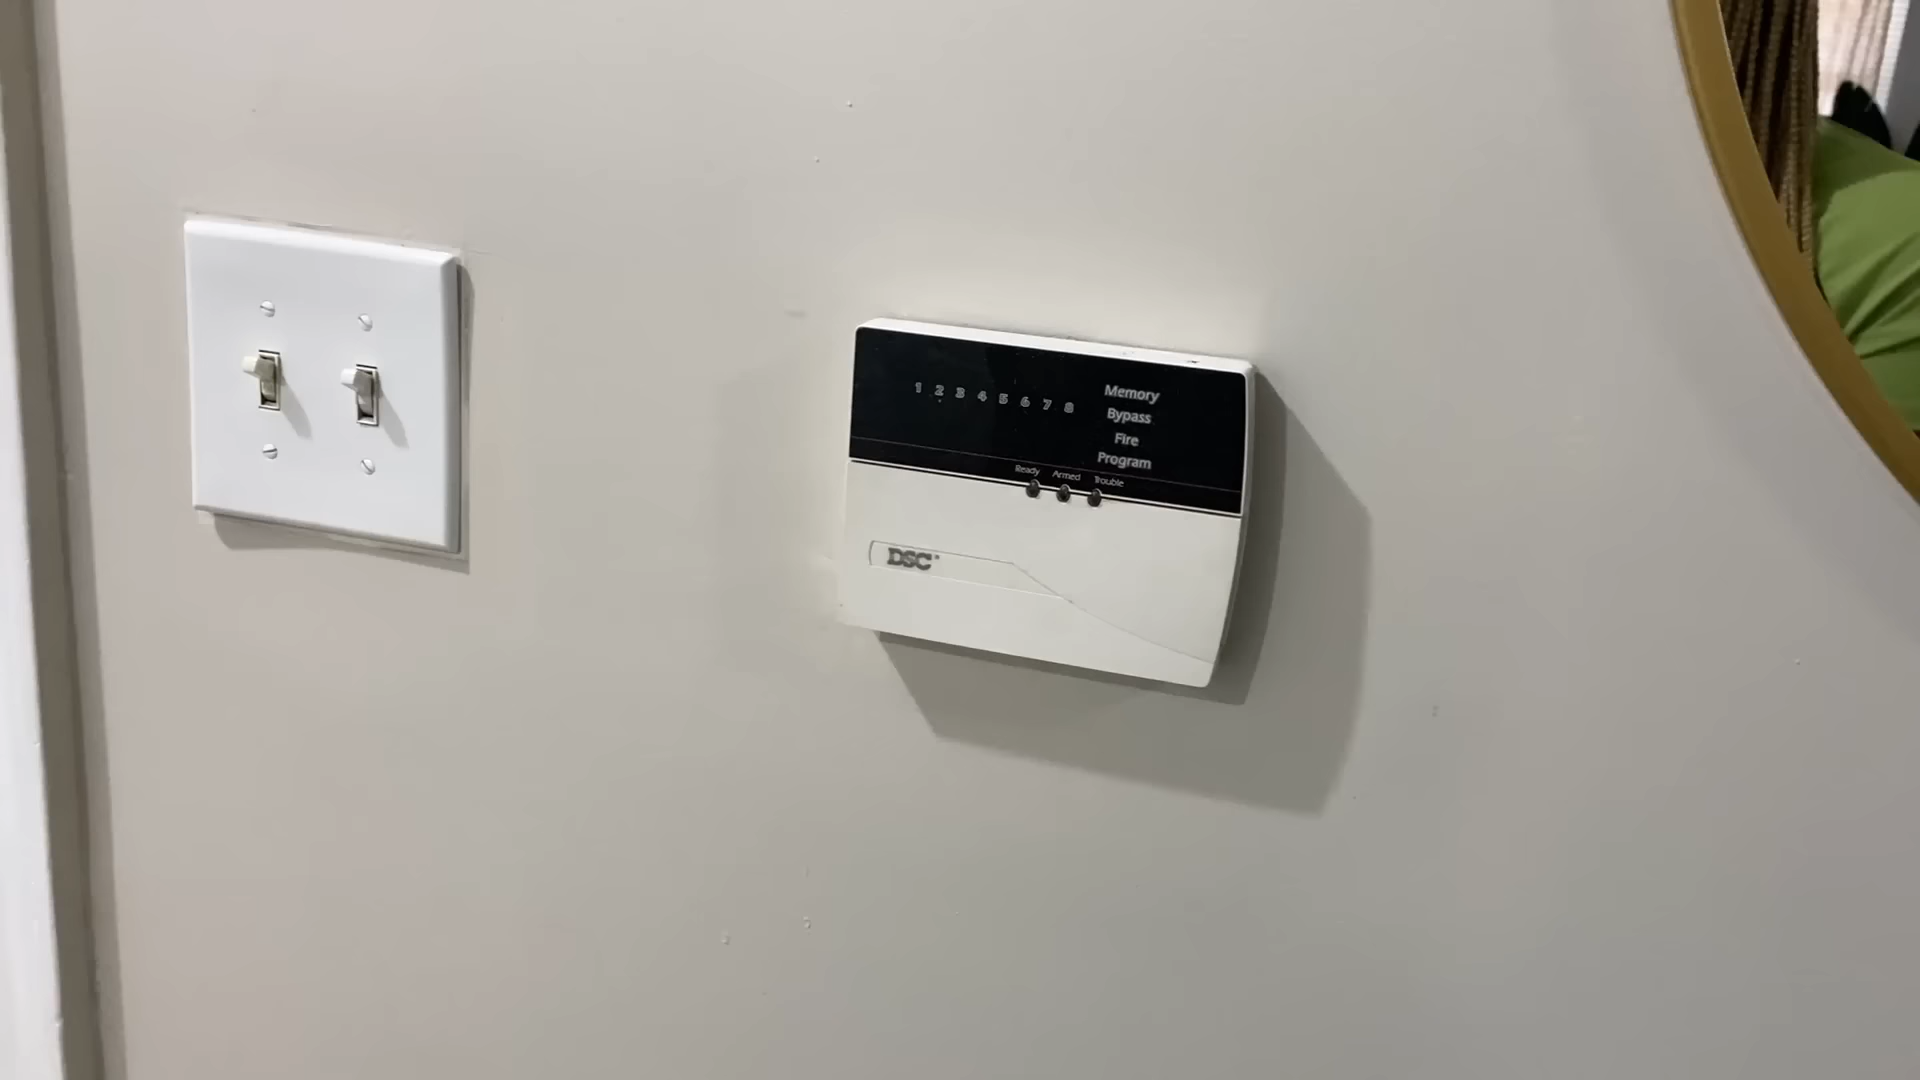 1 2 3 4 5 6 7 8
Memory
Bypass
Fire
Program
Ready Armed Trouble
DSC